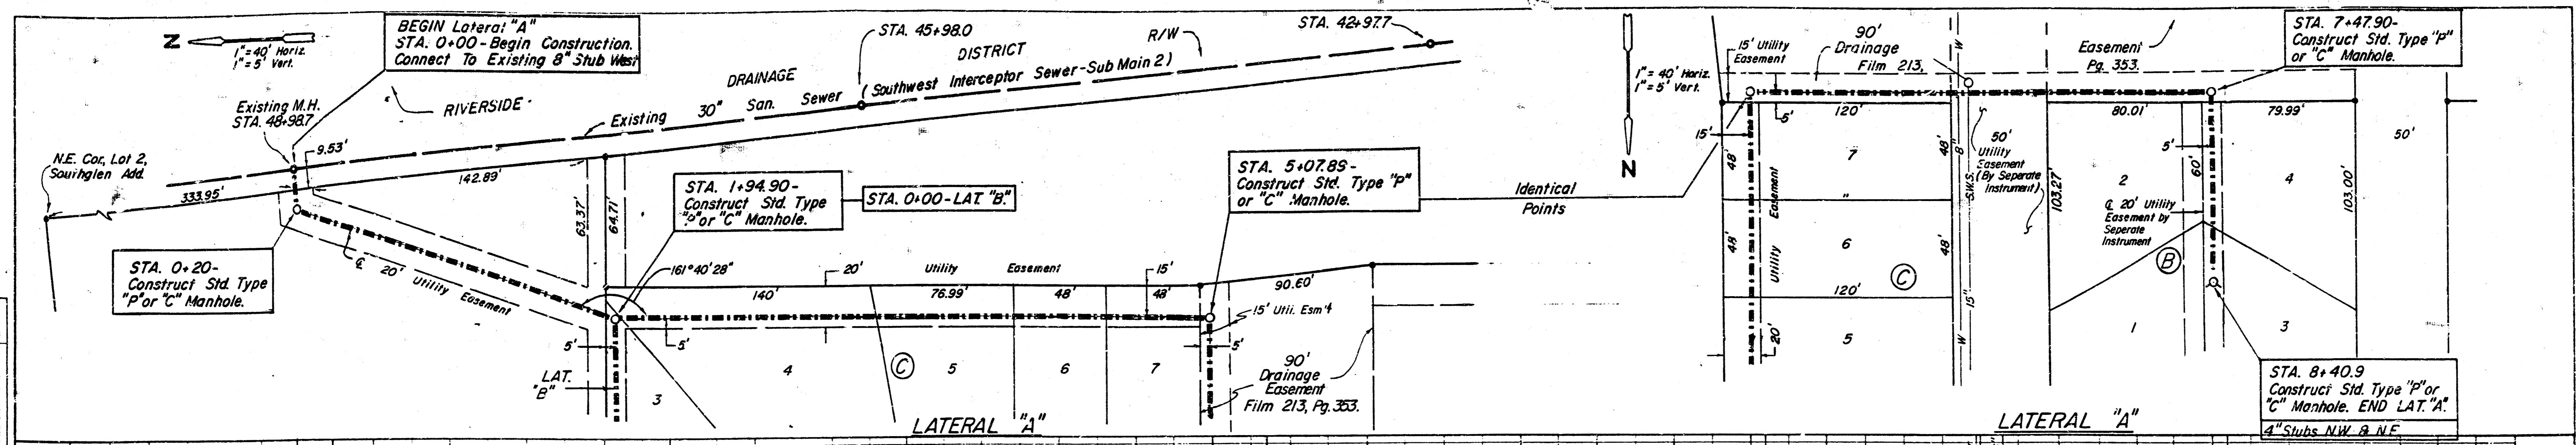 N
1"=40' Horiz.
1"=5' Vert.
BEGIN Lateral "A"
STA. 0+00-Begin Construction.
Connect To Existing 8" Stub West
Existing M.H.
STA. 48+98.7
RIVERSIDE
DRAINAGE
DISTRICT
R/W
STA. 45+98.0
STA. 42+97.7
Existing 30" San. Sewer (Southwest Interceptor Sewer-Sub Main 2)
N.E. Cor, Lot 2,
Southglen Add.
333.95'
9.53'
142.89'
63.37'
64.71'
STA. 0+20-
Construct Std. Type
"P" or "C" Manhole.
℄ 20' Utility Easement
STA. 1+94.90-
Construct Std. Type
"P" or "C" Manhole.
STA. 0+00-LAT. "B."
161°40'28"
20' Utility Easement
15'
140'
76.99'
48'
48'
90.60'
STA. 5+07.89-
Construct Std. Type "P"
or "C" Manhole.
Identical
Points
5'
5'
LAT.
"B"
3
4
C
5
6
7
15' Utli. Esm't
5'
90'
Drainage
Easement
Film 213, Pg. 353.
LATERAL "A"
1"=40' Horiz.
1"=5' Vert.
N
15' Utility
Easement
90'
Drainage
Film 213,
Easement
Pg. 353.
STA. 7+47.90-
Construct Std. Type "P"
or "C" Manhole.
5'
120'
80.01'
79.99'
15'
48'
48'
7
"
48'
48'
6
C
120'
5
Utility Easement
20'
W
8"
W
15"
S.W.S.
50'
Utility
Easement
(By Seperate
Instrument)
103.27'
2
5'
60'
4
103.00'
50'
℄ 20' Utility
Easement by
Seperate
Instrument
B
1
3
STA. 8+40.9
Construct Std. Type "P" or
"C" Manhole. END LAT. "A".
4" Stubs N.W. & N.E.
LATERAL "A"